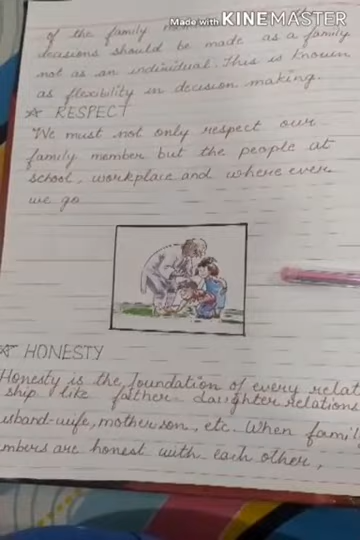 Made with KINEMASTER
of the family
decisions should be made as a family
not as an individual. This is known
as flexibility in decision making.
☆ RESPECT
We must not only respect our
family member but the people at
school, workplace and where ever
we go
☆ HONESTY
Honesty is the foundation of every relat
ship like father-daughter relation
usband-wife, mother son, etc. When famil
mbers are honest with each other,